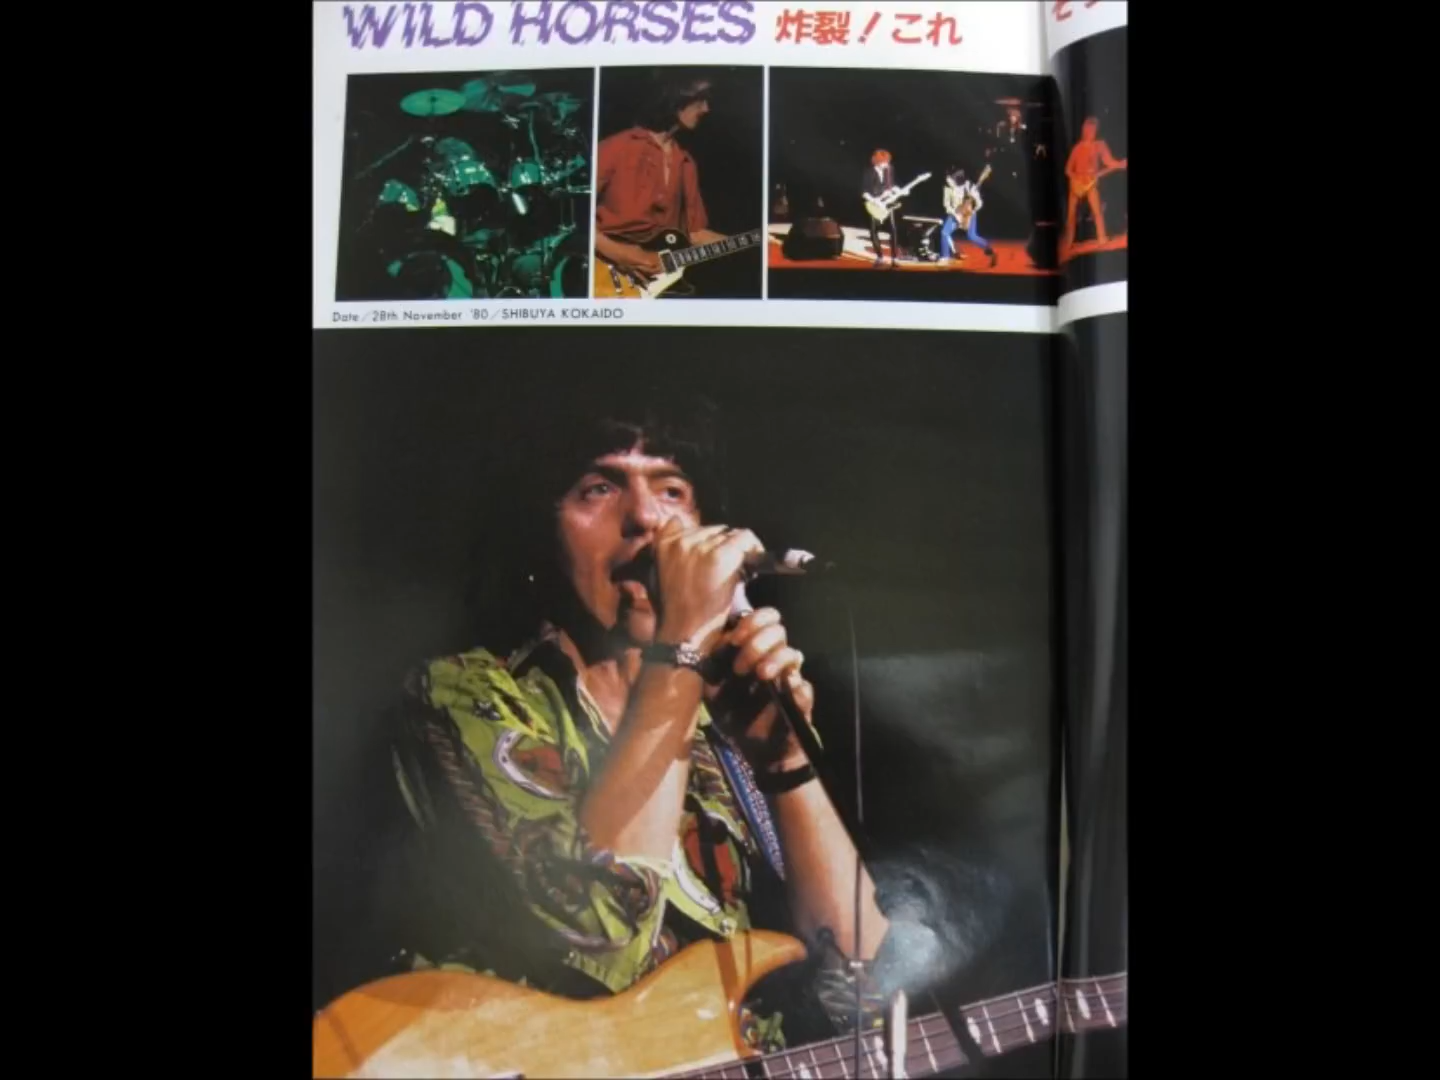 WILD HORSES 炸裂!これ
Date/28th November '80/SHIBUYA KOKAIDO